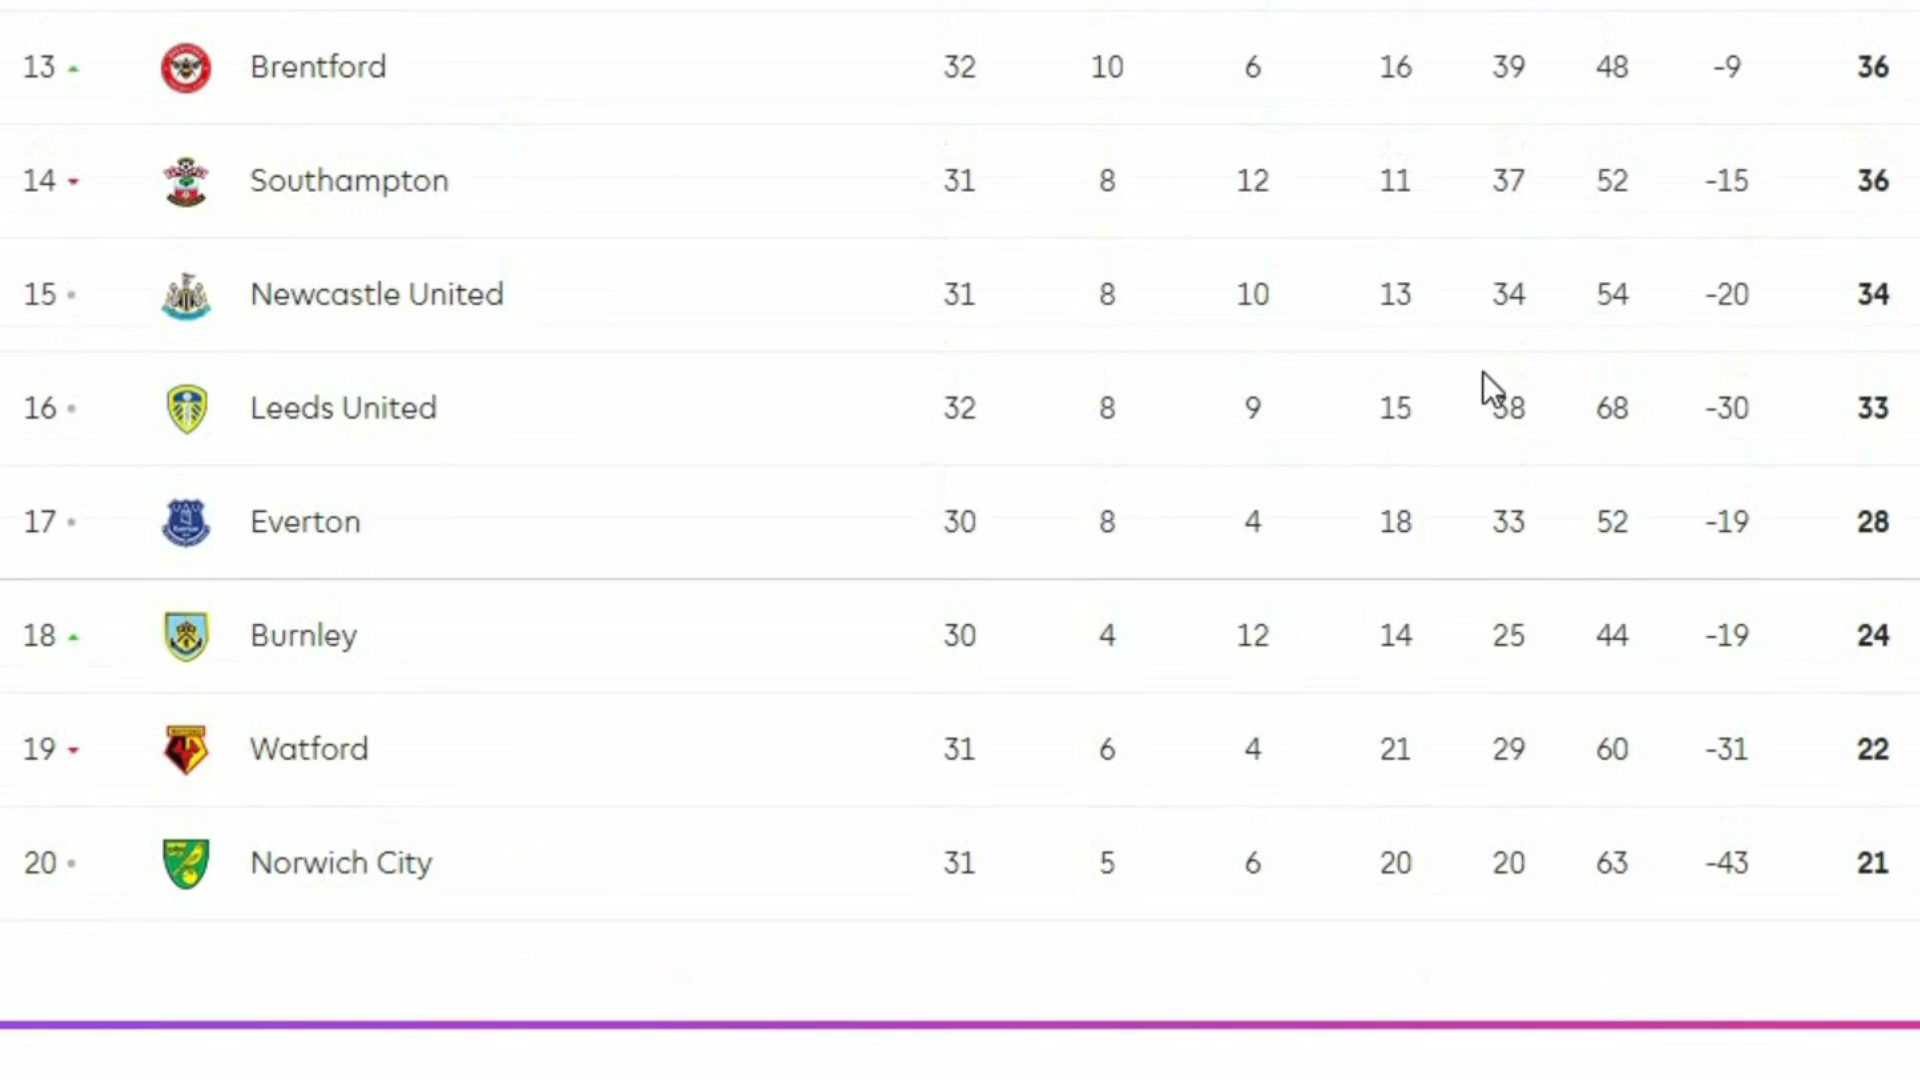 13 Brentford 32 10 6 16 39 48 -9 36
14 Southampton 31 8 12 11 37 52 -15 36
15 Newcastle United 31 8 10 13 34 54 -20 34
16 Leeds United 32 8 9 15 38 68 -30 33
17 Everton 30 8 4 18 33 52 -19 28
18 Burnley 30 4 12 14 25 44 -19 24
19 Watford 31 6 4 21 29 60 -31 22
20 Norwich City 31 5 6 20 20 63 -43 21